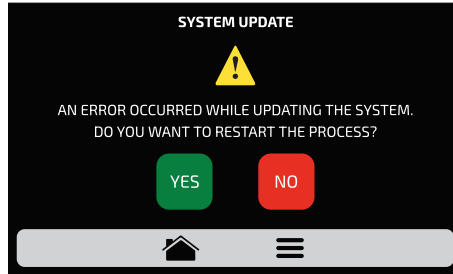 SYSTEM UPDATE
!
AN ERROR OCCURRED WHILE UPDATING THE SYSTEM.
DO YOU WANT TO RESTART THE PROCESS?
YES NO